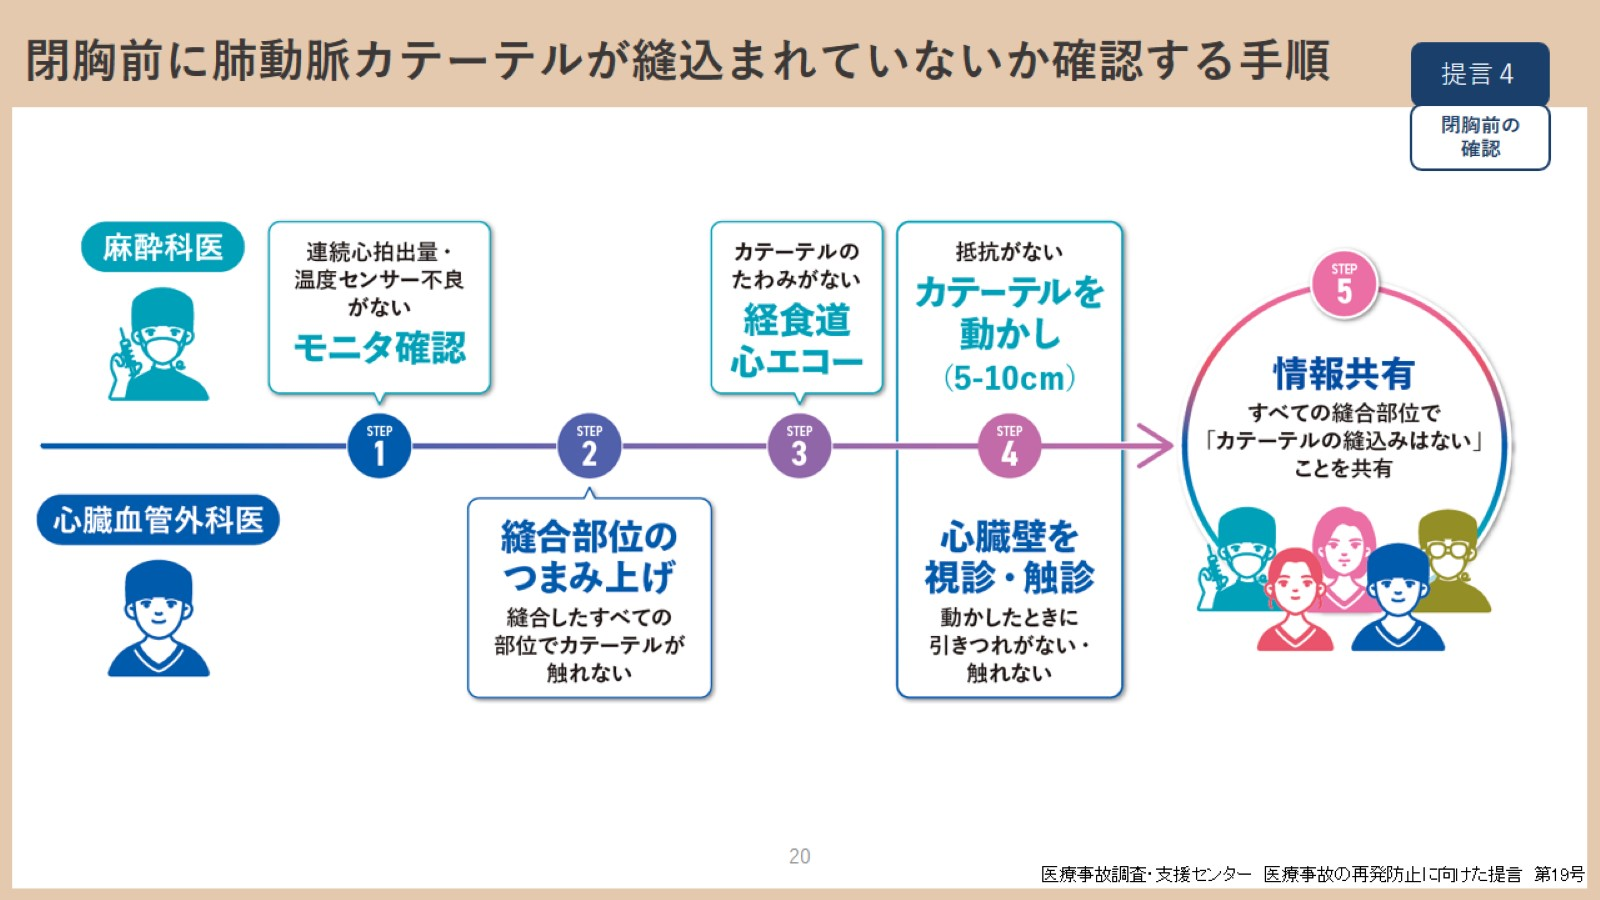 閉胸前に肺動脈カテーテルが縫込まれていないか確認する手順
提言4
閉胸前の
確認
麻酔科医
連続心拍出量・
温度センサー不良
がない
モニタ確認
カテーテルの
たわみがない
経食道
心エコー
抵抗がない
カテーテルを
動かし
(5-10cm)
STEP
1
STEP
2
STEP
3
STEP
4
STEP
5
情報共有
すべての縫合部位で
「カテーテルの縫込みはない」
ことを共有
心臓血管外科医
縫合部位の
つまみ上げ
縫合したすべての
部位でカテーテルが
触れない
心臓壁を
視診・触診
動かしたときに
引きつれがない・
触れない
20
医療事故調査・支援センター 医療事故の再発防止に向けた提言 第19号